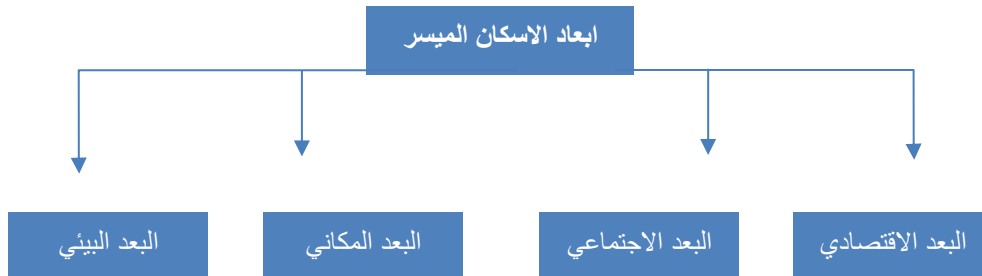 ابعاد الاسكان الميسر
البعد الاقتصادي
البعد الاجتماعي
البعد المكاني
البعد البيئي